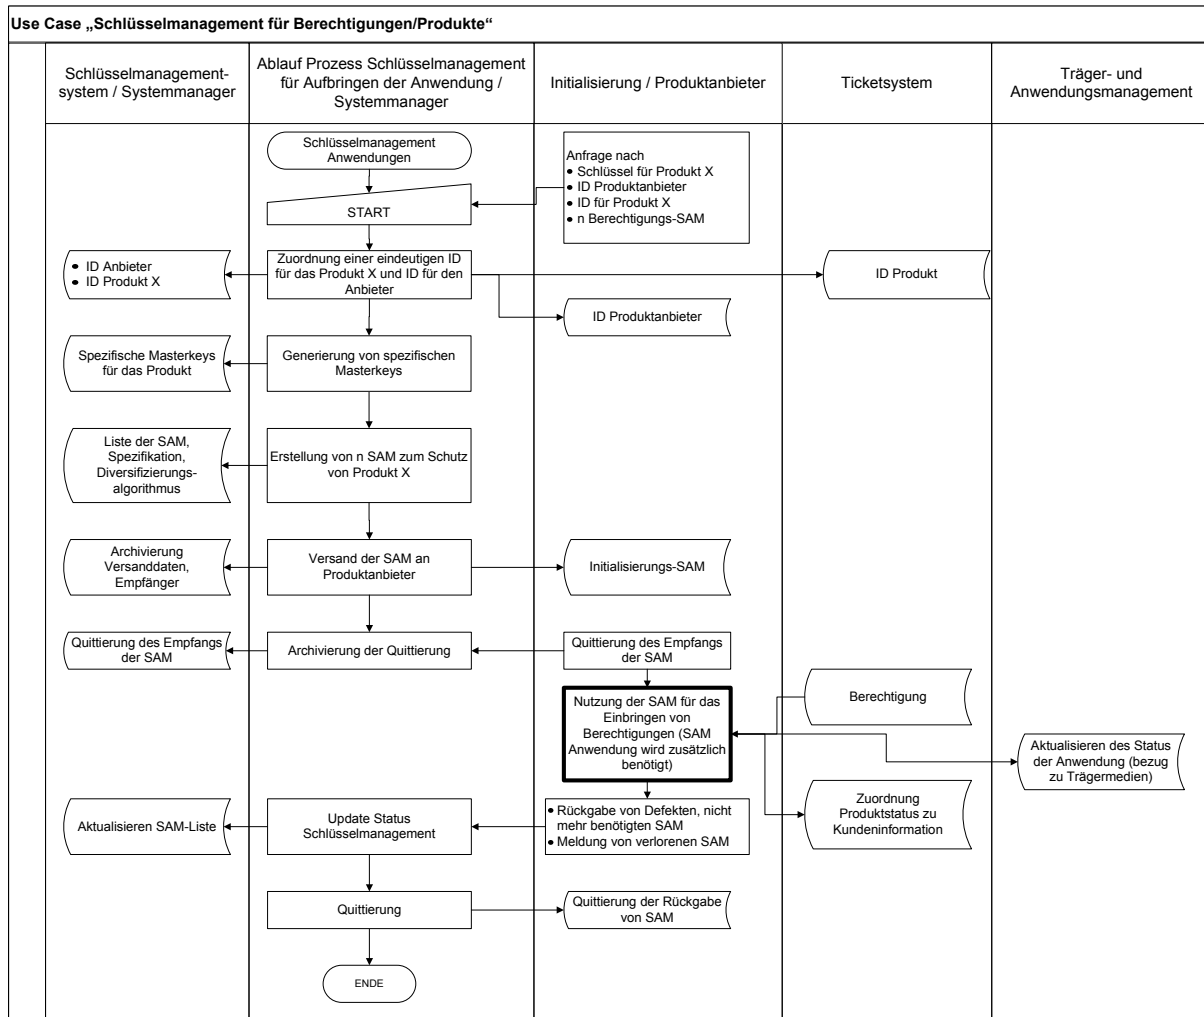 Use Case „Schlüsselmanagement für Berechtigungen/Produkte“
Schlüsselmanagement-
system / Systemmanager
Ablauf Prozess Schlüsselmanagement
für Aufbringen der Anwendung /
Systemmanager
Initialisierung / Produktanbieter
Ticketsystem
Träger- und
Anwendungsmanagement
Schlüsselmanagement
Anwendungen
Anfrage nach
• Schlüssel für Produkt X
• ID Produktanbieter
• ID für Produkt X
• n Berechtigungs-SAM
START
• ID Anbieter
• ID Produkt X
Zuordnung einer eindeutigen ID
für das Produkt X und ID für den
Anbieter
ID Produkt
ID Produktanbieter
Spezifische Masterkeys
für das Produkt
Generierung von spezifischen
Masterkeys
Liste der SAM,
Spezifikation,
Diversifizierungs-
algorithmus
Erstellung von n SAM zum Schutz
von Produkt X
Archivierung
Versanddaten,
Empfänger
Versand der SAM an
Produktanbieter
Initialisierungs-SAM
Quittierung des Empfangs
der SAM
Archivierung der Quittierung
Quittierung des Empfangs
der SAM
Nutzung der SAM für das
Einbringen von
Berechtigungen (SAM
Anwendung wird zusätzlich
benötigt)
Berechtigung
Aktualisieren des Status
der Anwendung (bezug
zu Trägermedien)
Zuordnung
Produktstatus zu
Kundeninformation
Aktualisieren SAM-Liste
Update Status
Schlüsselmanagement
• Rückgabe von Defekten, nicht
mehr benötigten SAM
• Meldung von verlorenen SAM
Quittierung
Quittierung der Rückgabe
von SAM
ENDE